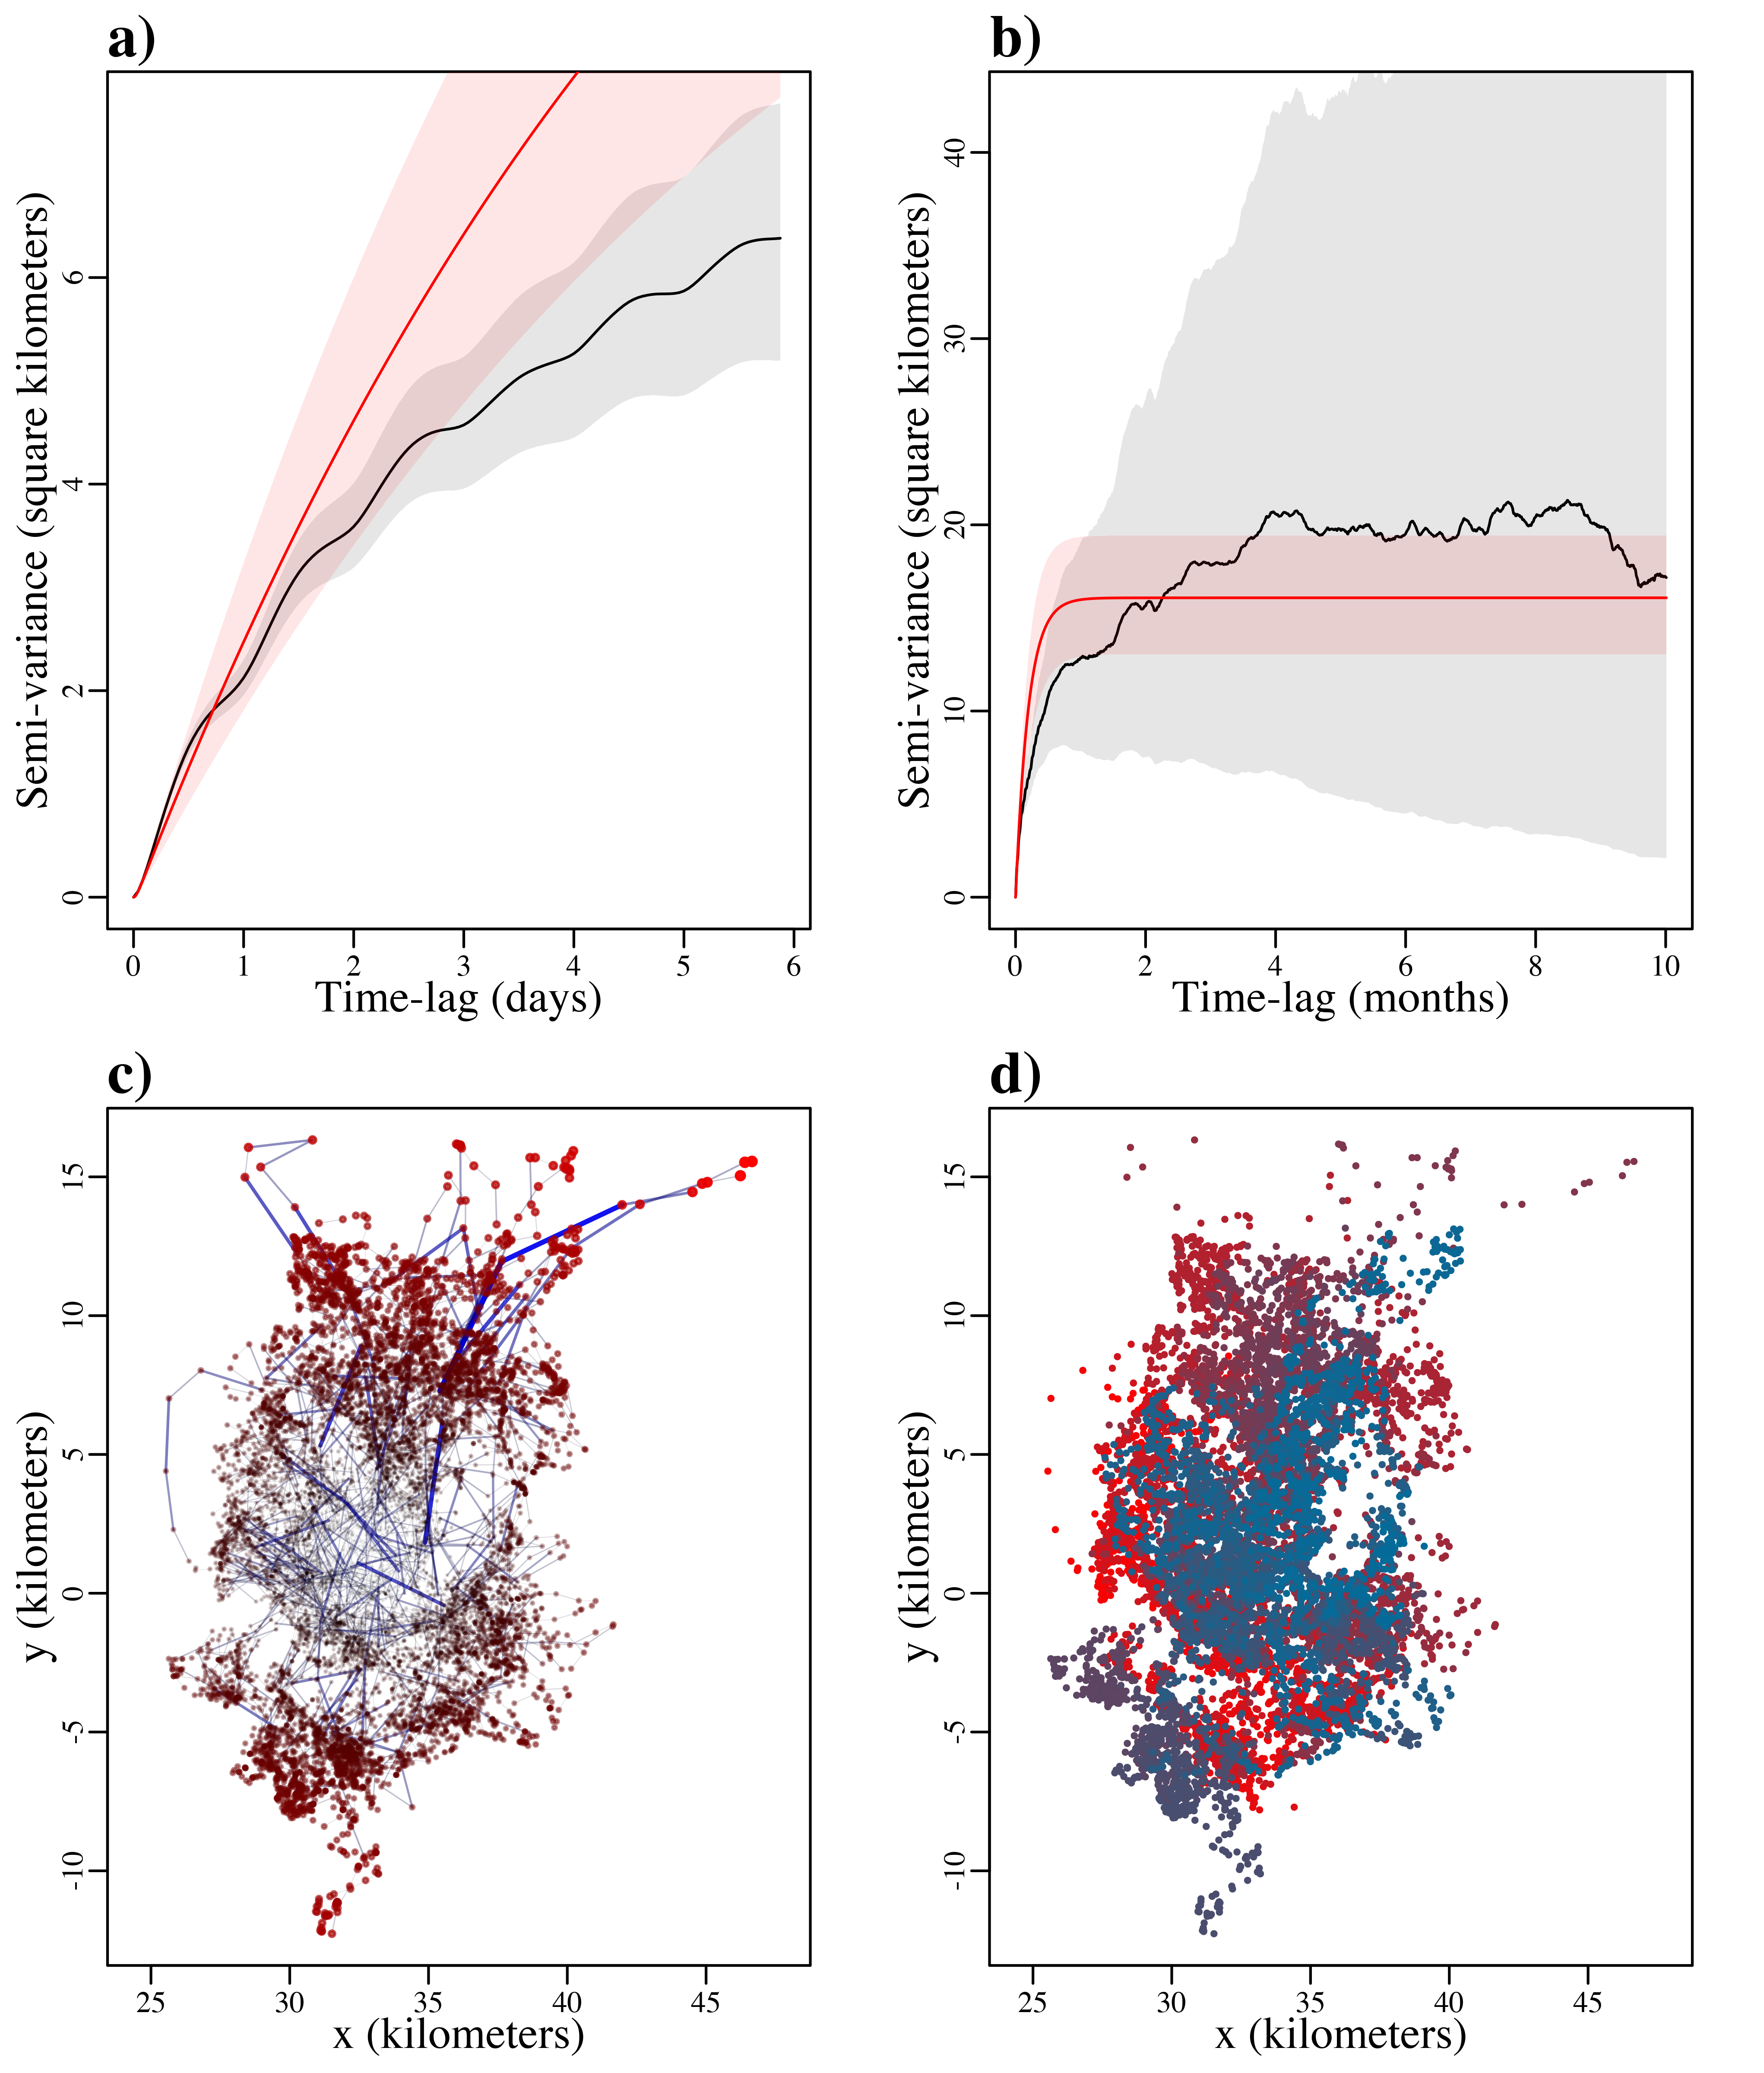 a)
Semi-variance (square kilometers)
0 2 4 6
0 1 2 3 4 5 6
Time-lag (days)
b)
Semi-variance (square kilometers)
0 10 20 30 40
0 2 4 6 8 10
Time-lag (months)
c)
y (kilometers)
-10 -5 0 5 10 15
25 30 35 40 45
x (kilometers)
d)
y (kilometers)
-10 -5 0 5 10 15
25 30 35 40 45
x (kilometers)